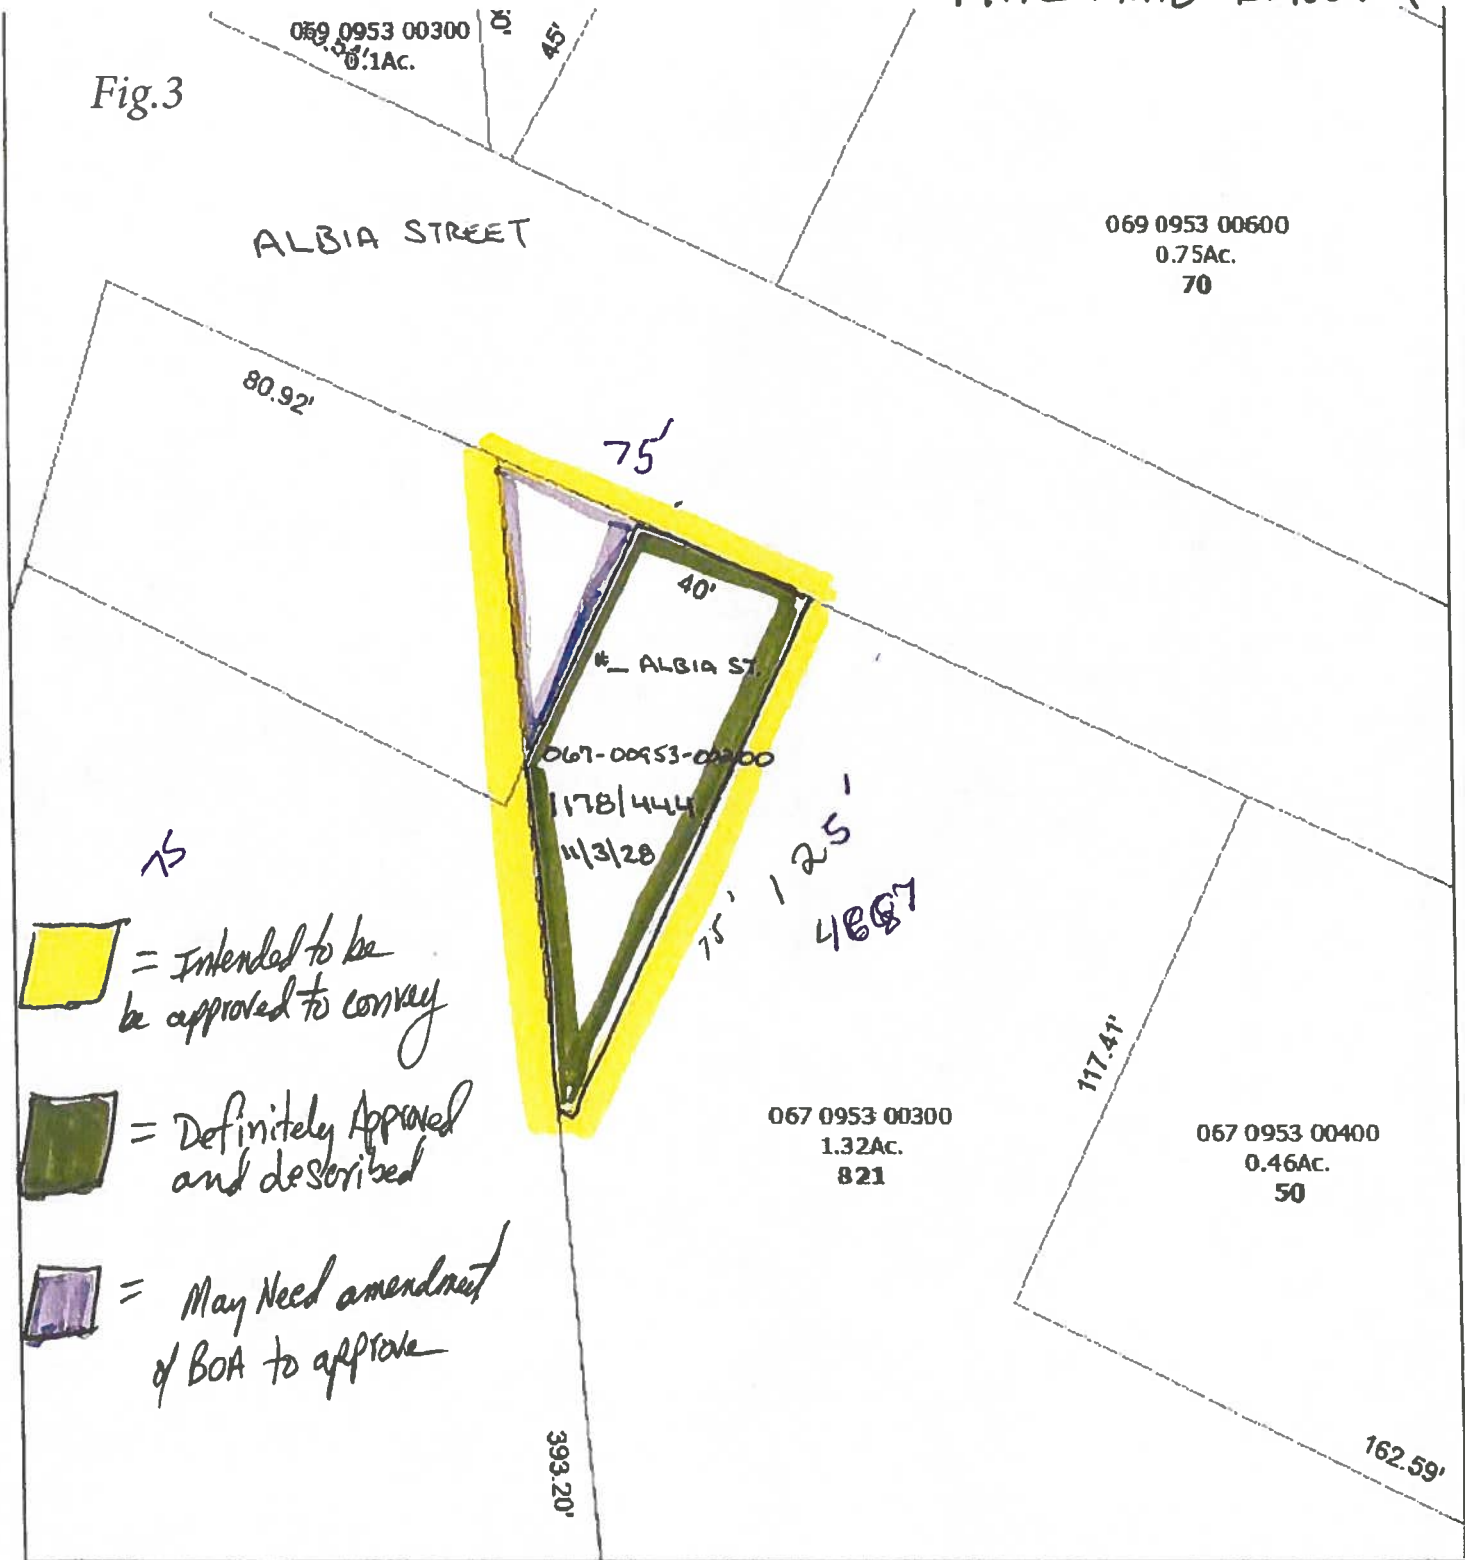 069 0953 00300
0.1Ac.
45'
Fig.3
ALBIA STREET
069 0953 00600
0.75Ac.
70
80.92'
75'
40'
#_ ALBIA ST.
1178/444
11/3/28
125'
75'
75
= Intended to be
be approved to convey
= Definitely Approved
and described
= May Need amendment
of BOA to approve
067 0953 00300
1.32Ac.
821
117.41'
067 0953 00400
0.46Ac.
50
393.20'
162.59'